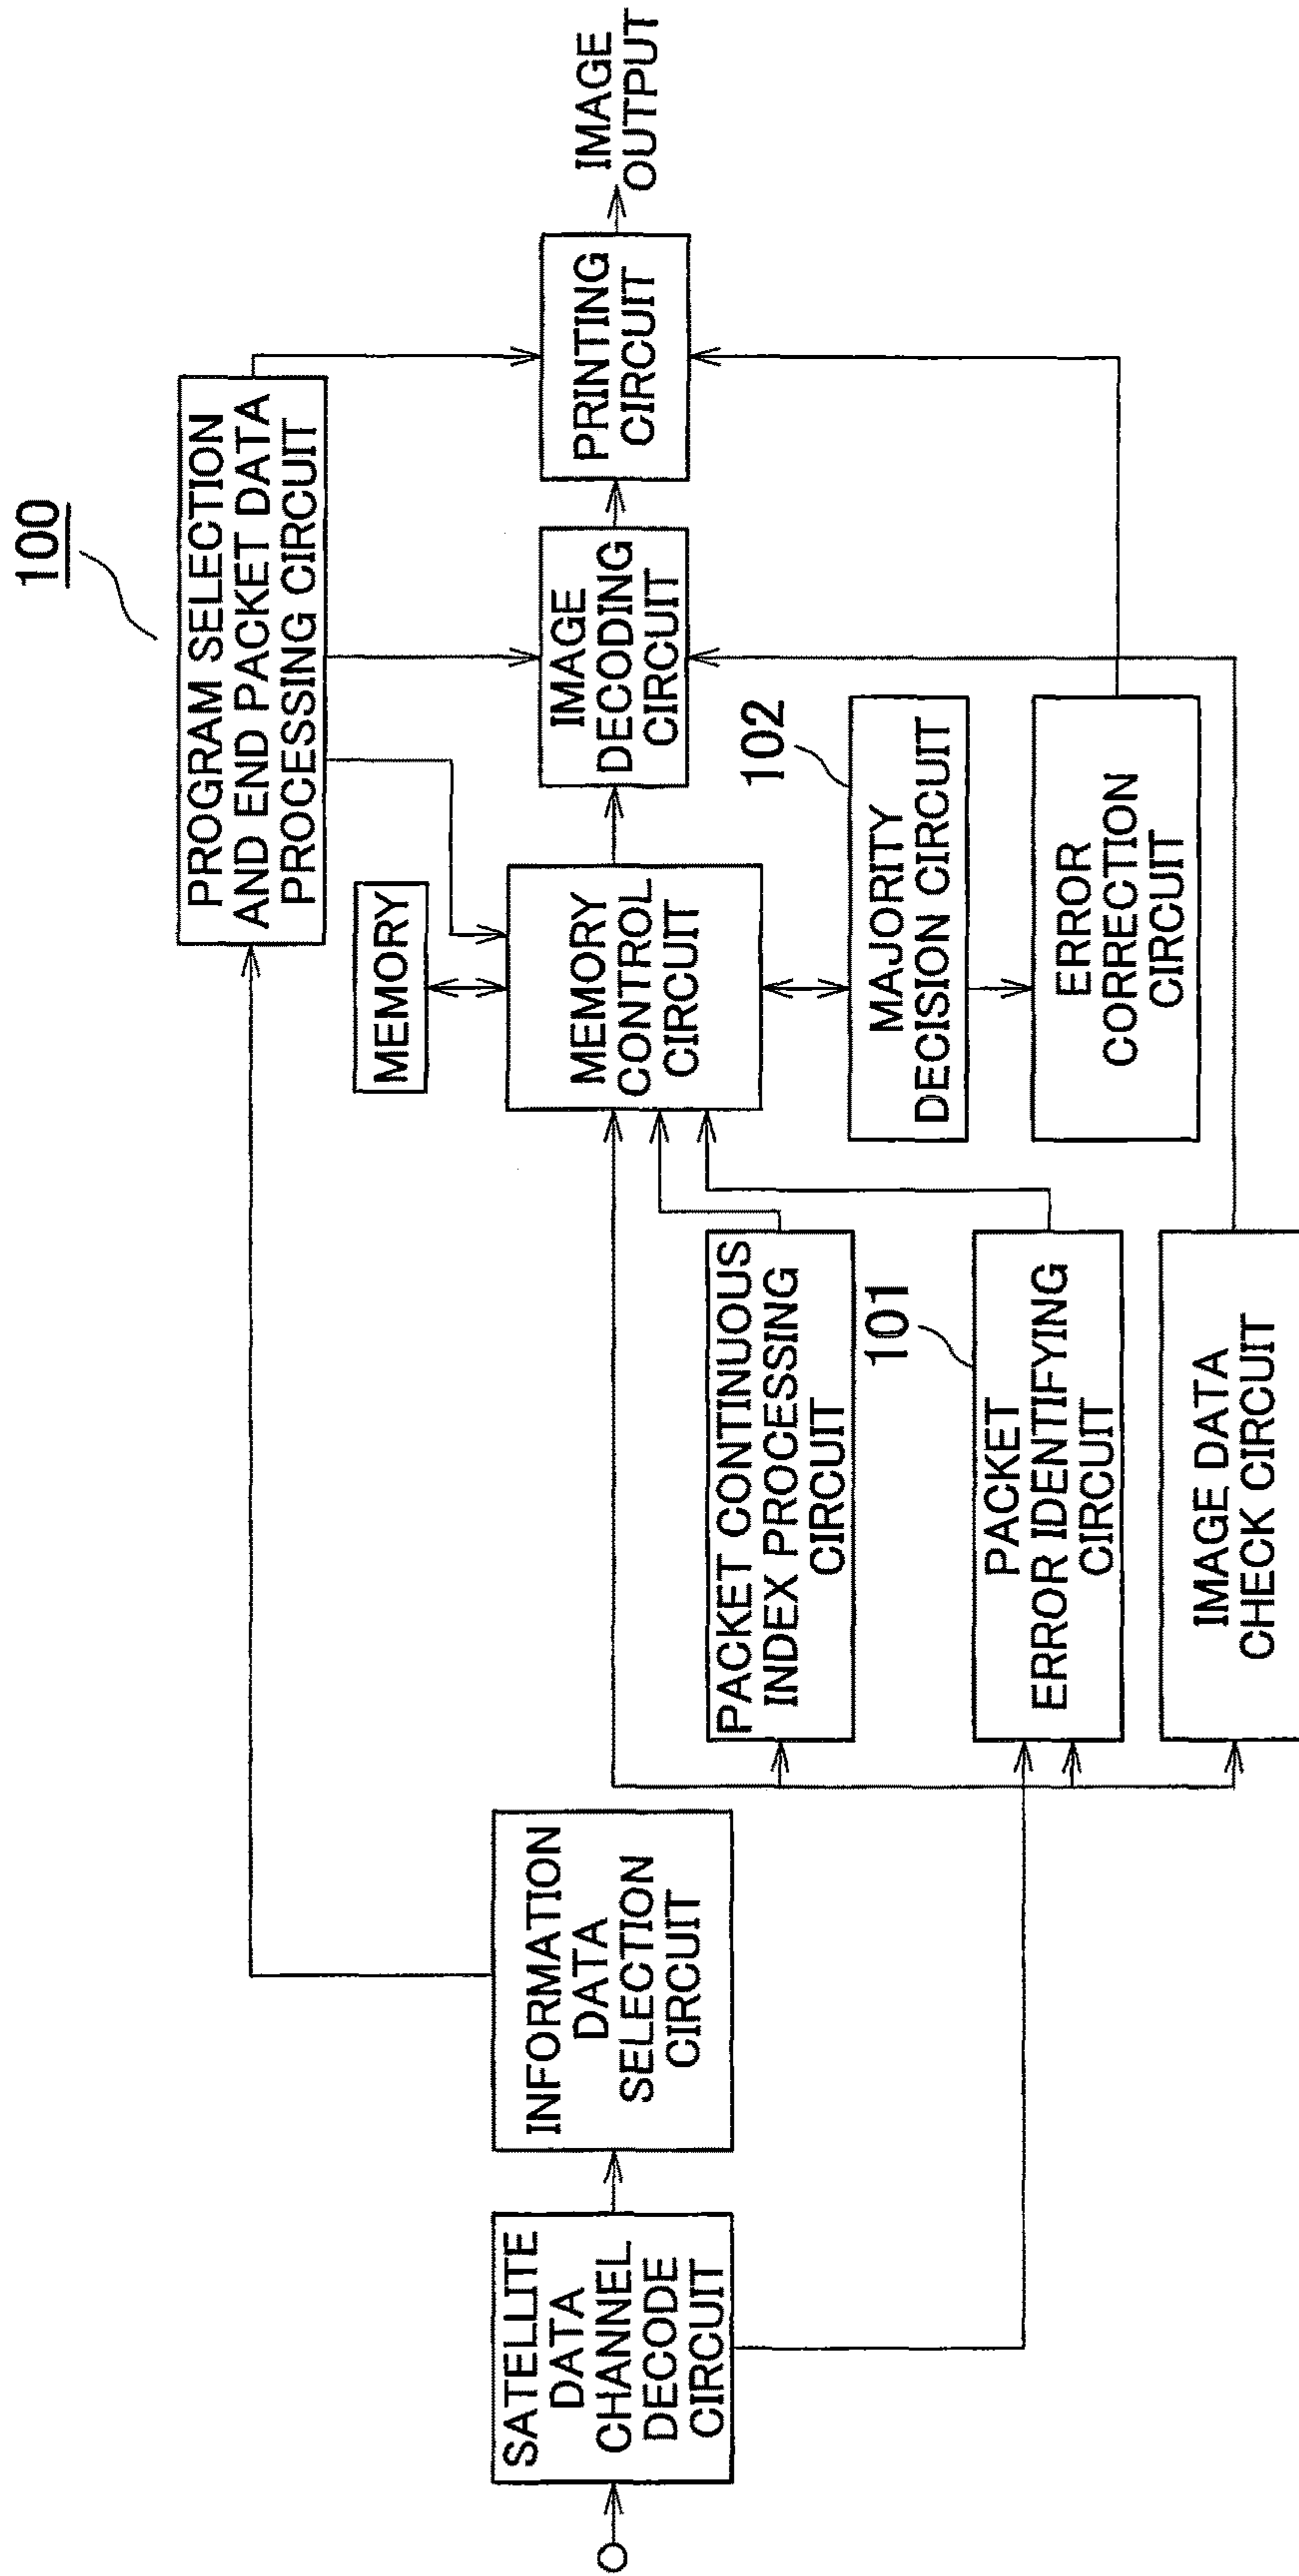 100
PROGRAM SELECTION
AND END PACKET DATA
PROCESSING CIRCUIT
SATELLITE
DATA
CHANNEL
DECODE
CIRCUIT
INFORMATION
DATA
SELECTION
CIRCUIT
MEMORY
MEMORY
CONTROL
CIRCUIT
IMAGE
DECODING
CIRCUIT
PRINTING
CIRCUIT
IMAGE
OUTPUT
PACKET CONTINUOUS
INDEX PROCESSING
CIRCUIT
102
MAJORITY
DECISION CIRCUIT
101
PACKET
ERROR IDENTIFYING
CIRCUIT
ERROR
CORRECTION
CIRCUIT
IMAGE DATA
CHECK CIRCUIT